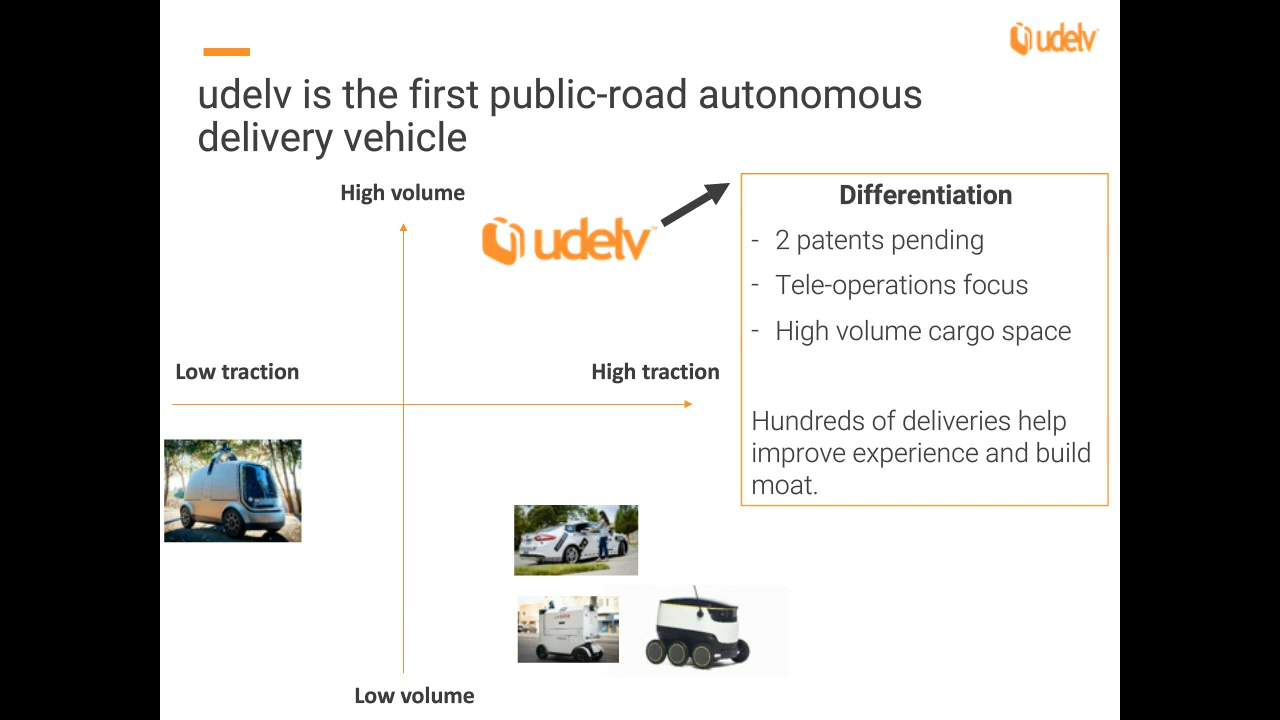 udelv
udelv is the first public-road autonomous
delivery vehicle
High volume
udelv
Differentiation
- 2 patents pending
- Tele-operations focus
- High volume cargo space
Low traction
High traction
Hundreds of deliveries help
improve experience and build
moat.
Low volume